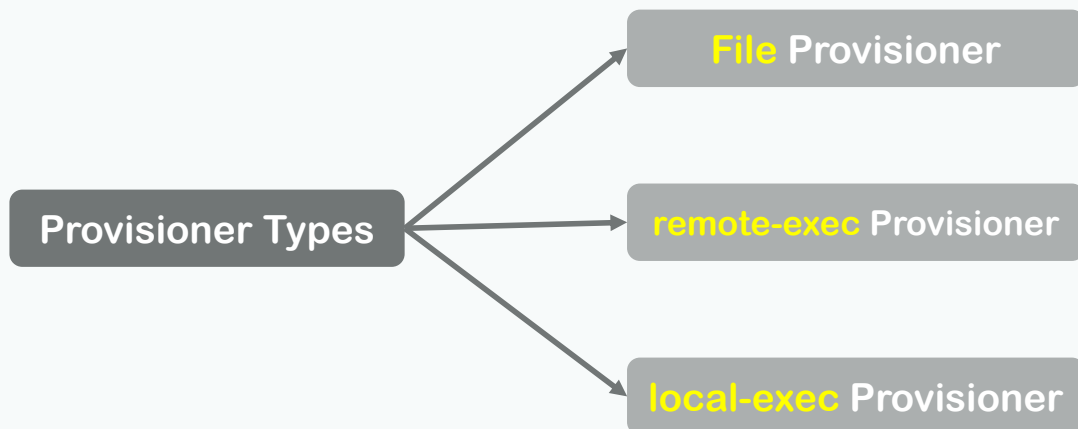 File Provisioner
Provisioner Types
remote-exec Provisioner
local-exec Provisioner